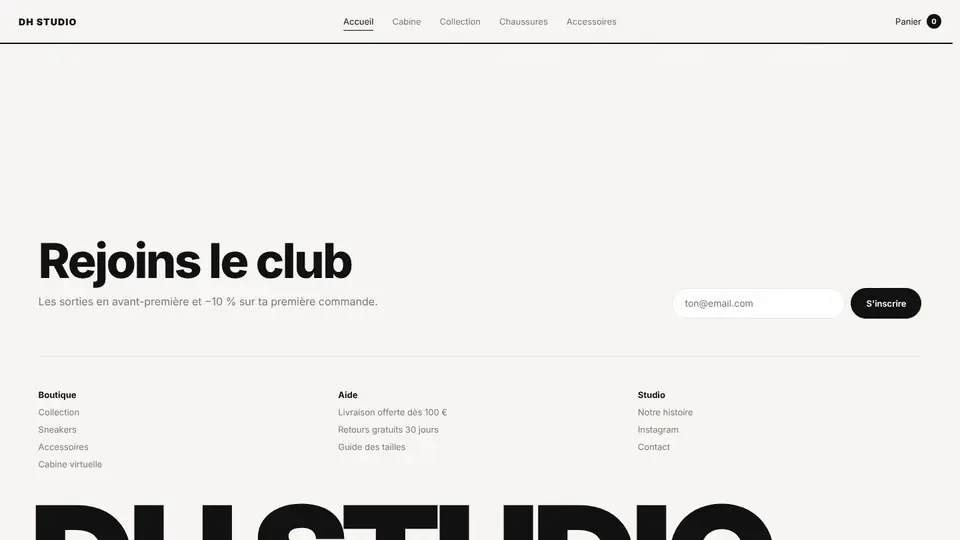 DH STUDIO
Accueil Cabine Collection Chaussures Accessoires
Panier 0
Rejoins le club
Les sorties en avant-première et −10 % sur ta première commande.
ton@email.com
S'inscrire
Boutique
Collection
Sneakers
Accessoires
Cabine virtuelle
Aide
Livraison offerte dès 100 €
Retours gratuits 30 jours
Guide des tailles
Studio
Notre histoire
Instagram
Contact
DH STUDIO